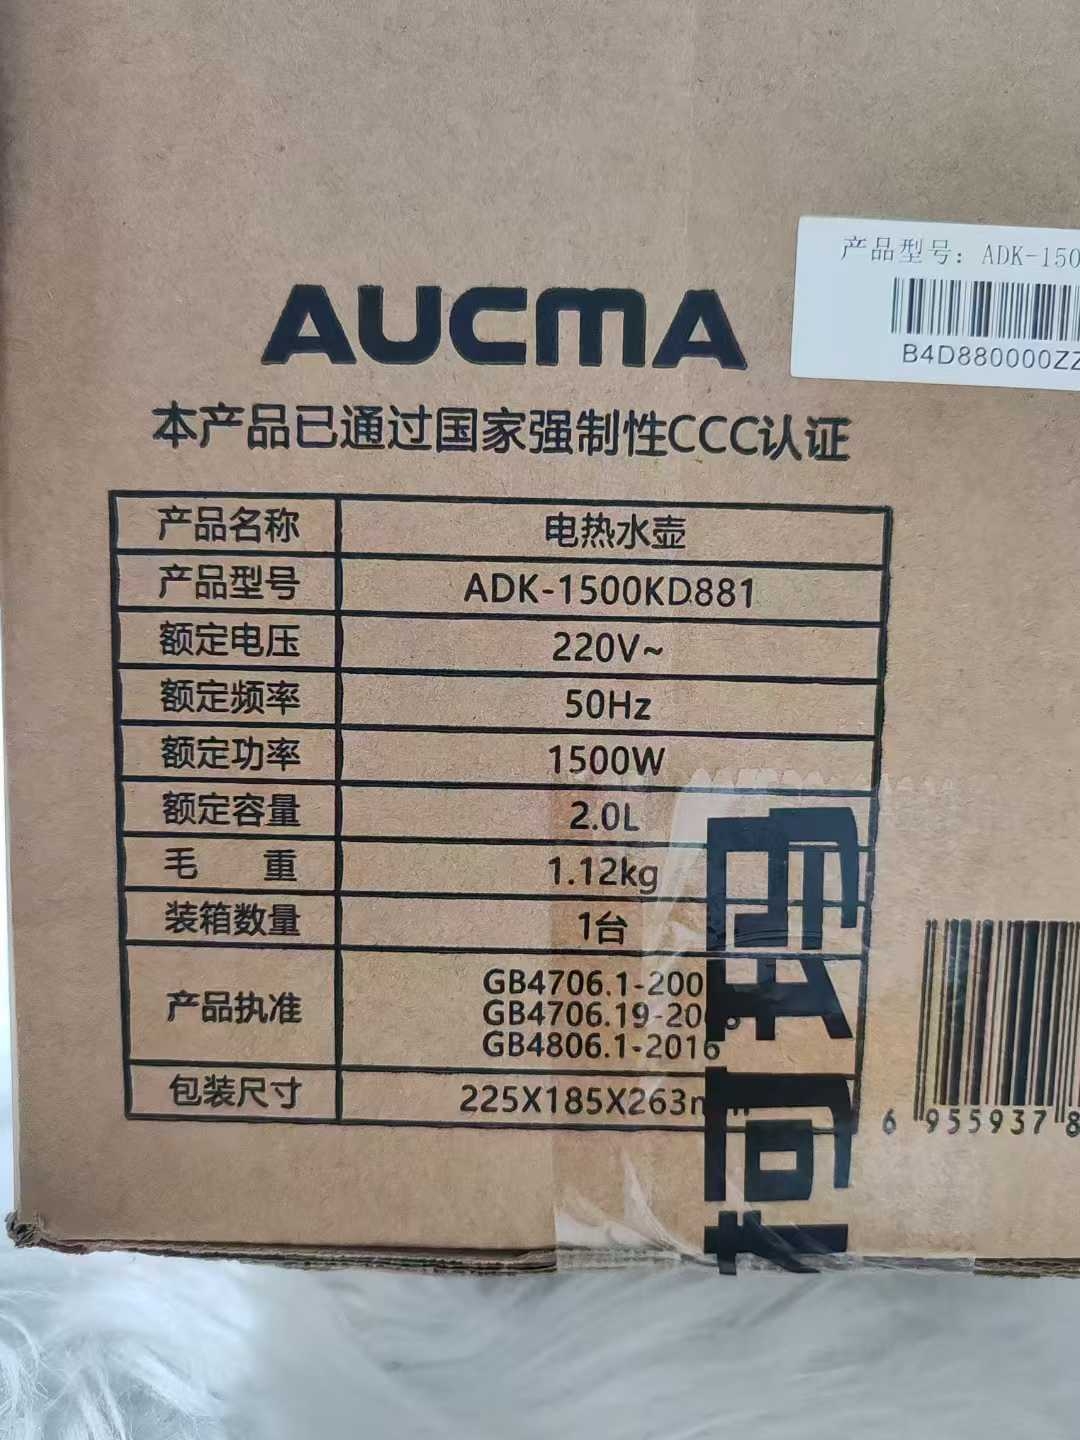 产品型号: ADK-150
B4D880000ZZ
AUCMA
本产品已通过国家强制性CCC认证
产品名称 电热水壶
产品型号 ADK-1500KD881
额定电压 220V~
额定频率 50Hz
额定功率 1500W
额定容量 2.0L
毛 重 1.12kg
装箱数量 1台
产品执准
GB4706.1-200
GB4706.19-20
GB4806.1-2016
包装尺寸 225X185X263mm
6 955937 8